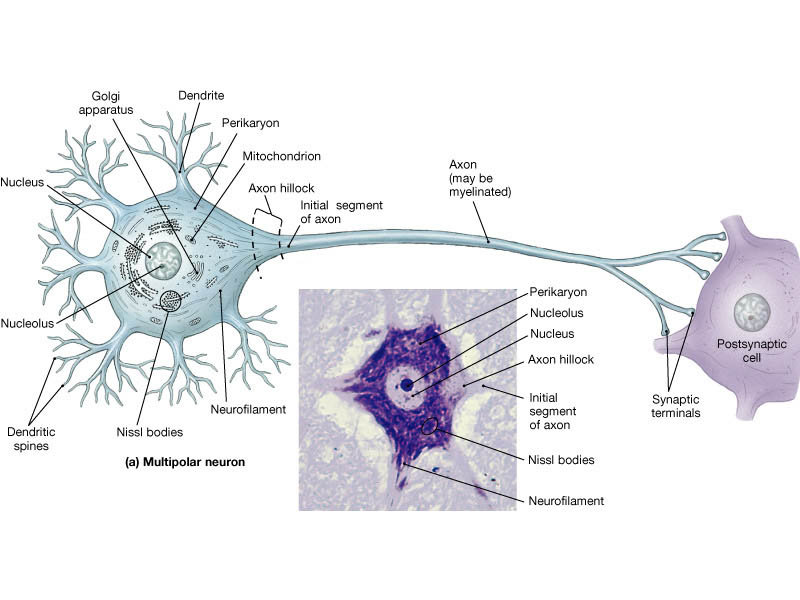 Golgi
apparatus
Dendrite
Perikaryon
Mitochondrion
Nucleus
Axon hillock
Initial segment
of axon
Axon
(may be
myelinated)
Nucleolus
Dendritic
spines
Nissl bodies
Neurofilament
(a) Multipolar neuron
Perikaryon
Nucleolus
Nucleus
Axon hillock
Initial
segment
of axon
Nissl bodies
Neurofilament
Postsynaptic
cell
Synaptic
terminals